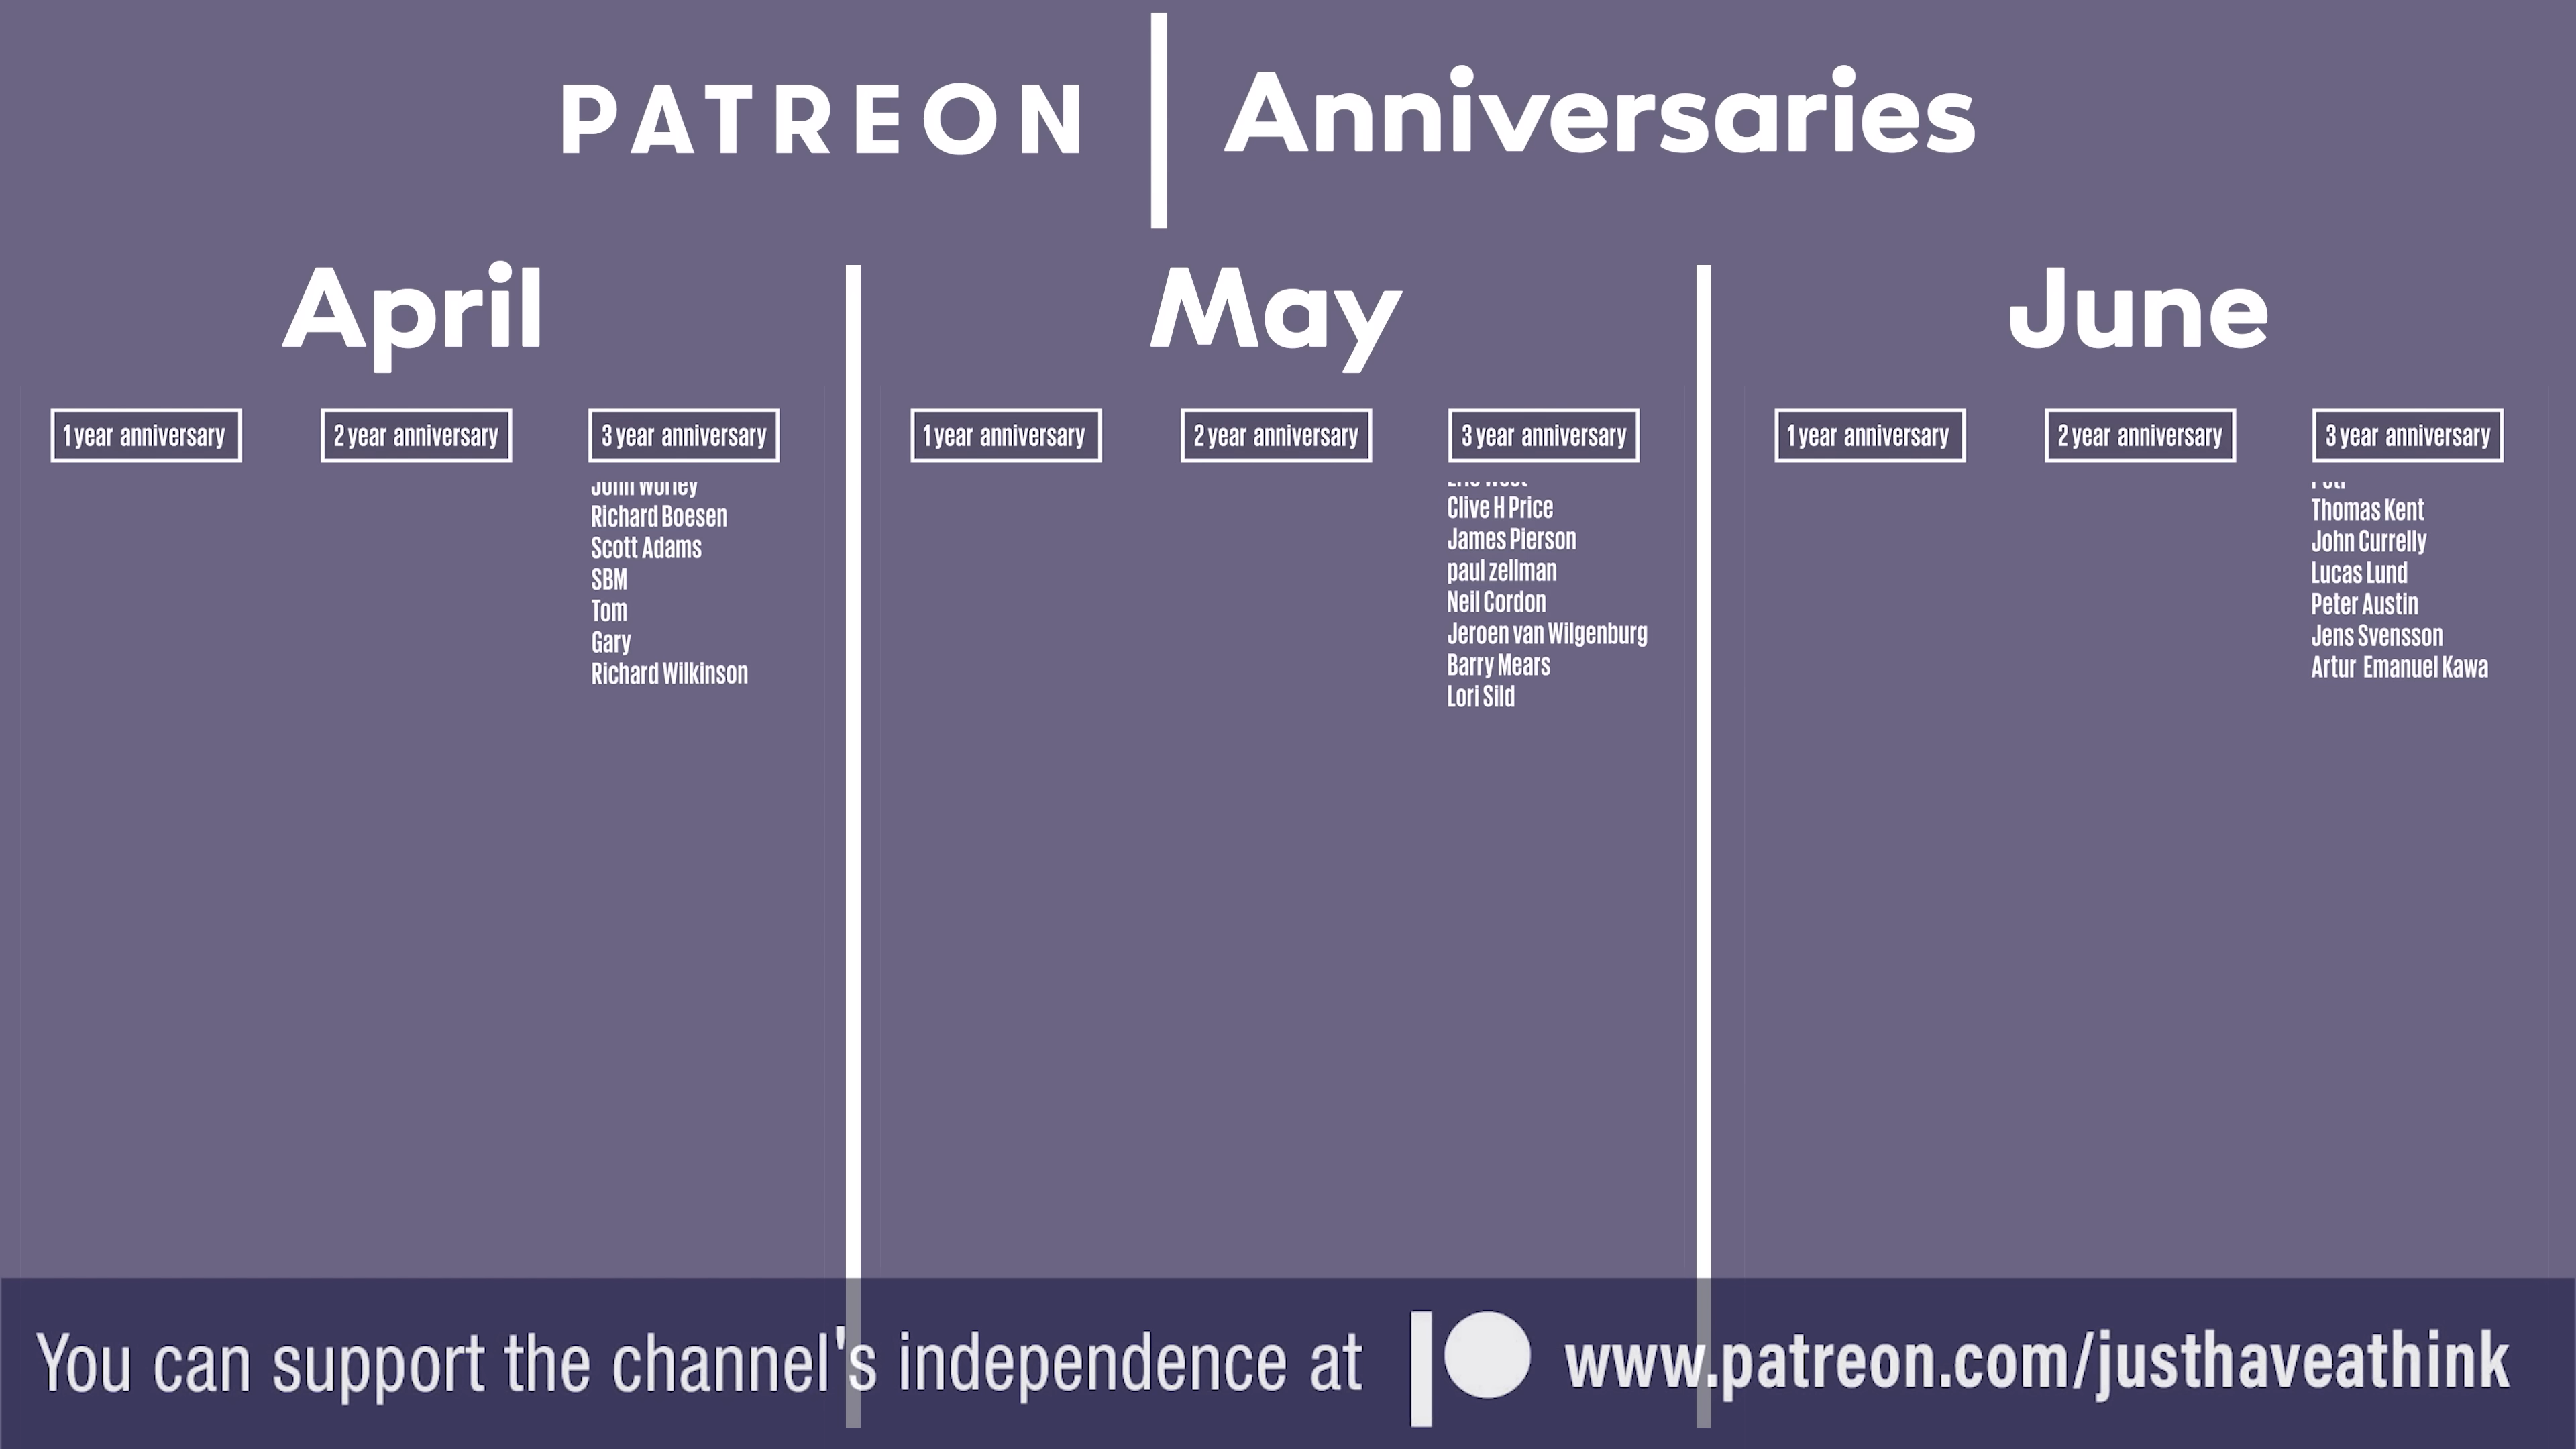 PATREON
Anniversaries
April
1 year anniversary
2 year anniversary
3 year anniversary
Richard Boesen
Scott Adams
SBM
Tom
Gary
Richard Wilkinson
May
1 year anniversary
2 year anniversary
3 year anniversary
Clive H Price
James Pierson
paul zellman
Neil Cordon
Jeroen van Wilgenburg
Barry Mears
Lori Sild
June
1 year anniversary
2 year anniversary
3 year anniversary
Thomas Kent
John Currelly
Lucas Lund
Peter Austin
Jens Svensson
Artur Emanuel Kawa
You can support the channel's independence at
www.patreon.com/justhaveathink